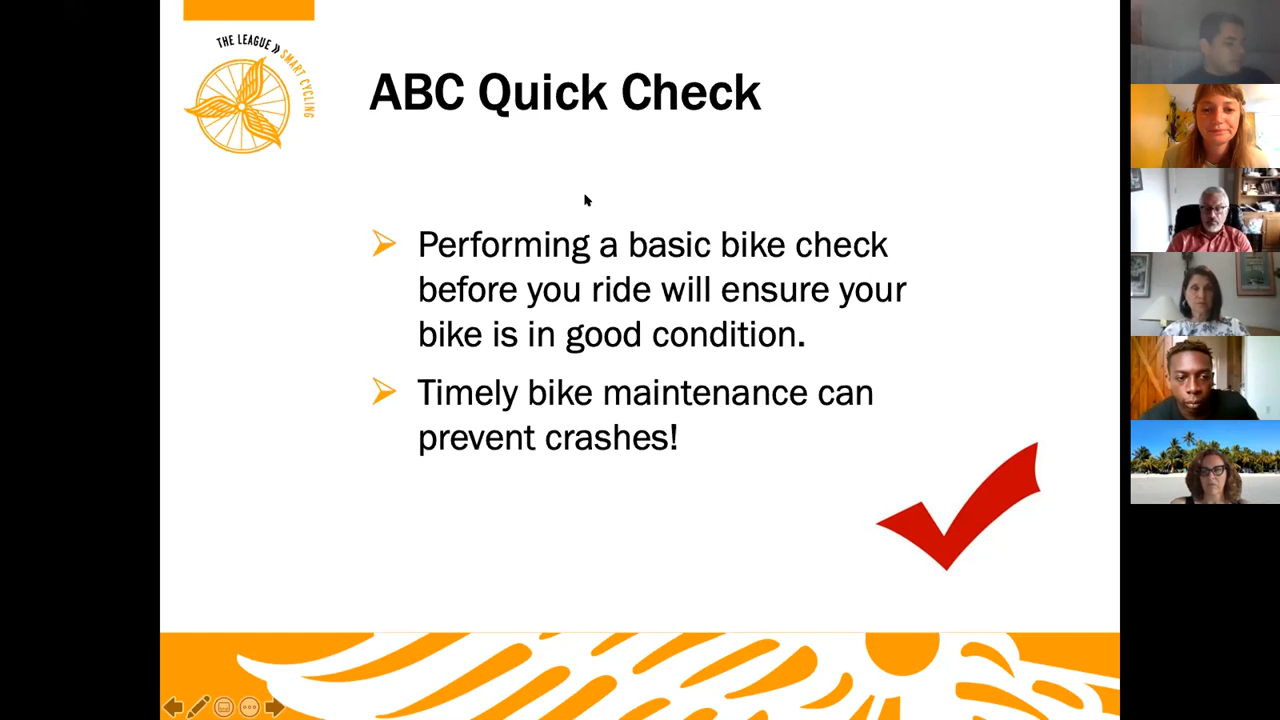 THE LEAGUE » SMART CYCLING
ABC Quick Check
Performing a basic bike check
before you ride will ensure your
bike is in good condition.
Timely bike maintenance can
prevent crashes!